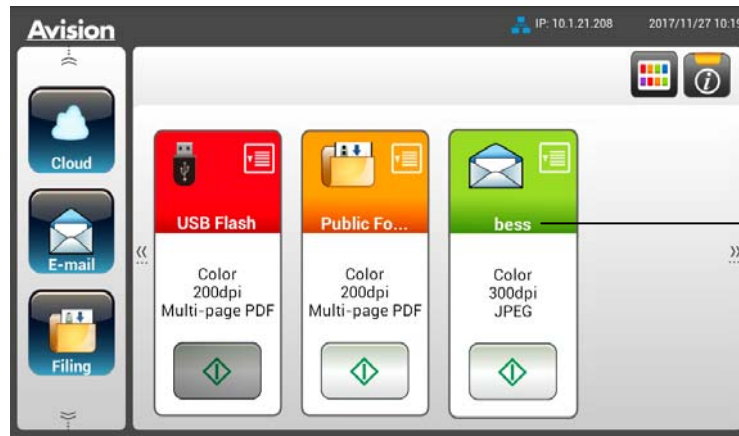 Avision
IP: 10.1.21.208
2017/11/27 10:19
Cloud
E-mail
Filing
USB Flash
Color
200dpi
Multi-page PDF
Public Fo...
Color
200dpi
Multi-page PDF
bess
Color
300dpi
JPEG